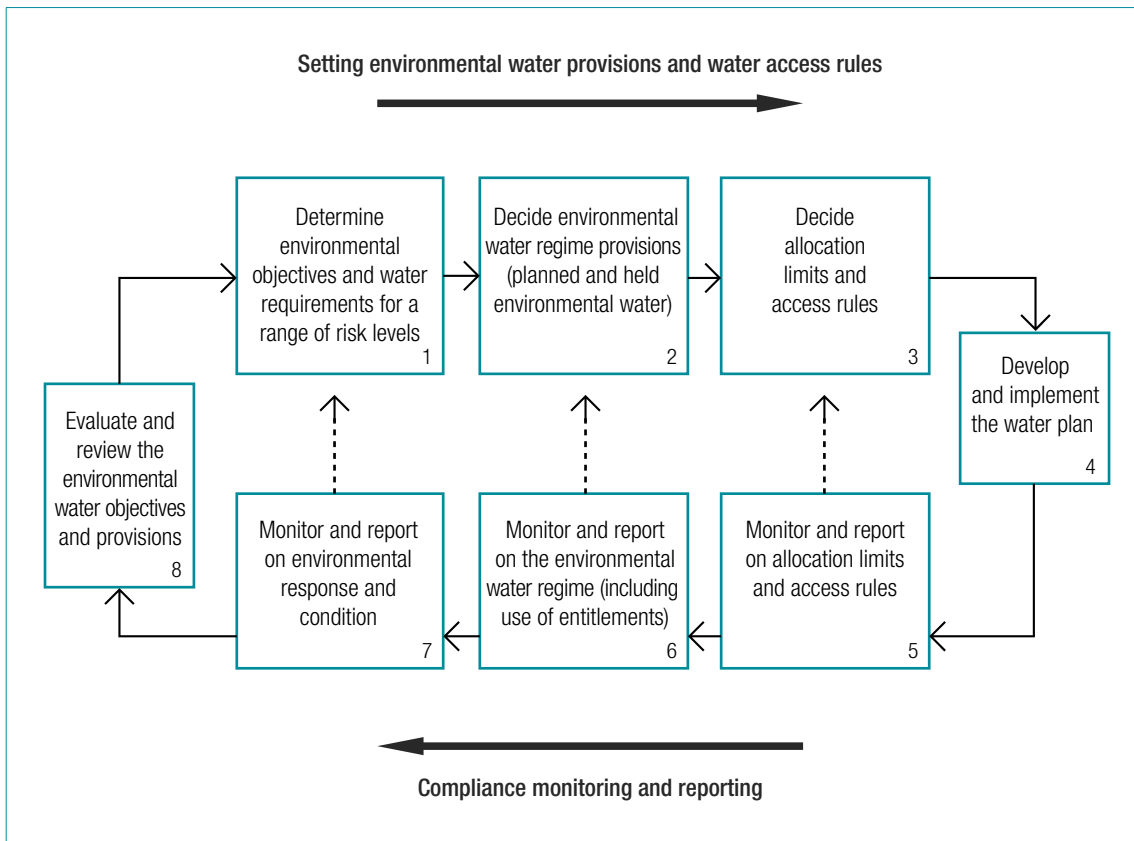 Setting environmental water provisions and water access rules
Determine
environmental
objectives and water
requirements for a
range of risk levels
1
Decide environmental
water regime provisions
(planned and held
environmental water)
2
Decide
allocation
limits and
access rules
3
Develop
and implement
the water plan
4
Monitor and report
on allocation limits
and access rules
5
Monitor and report
on the environmental
water regime (including
use of entitlements)
6
Monitor and report
on environmental
response and
condition
7
Evaluate and
review the
environmental
water objectives
and provisions
8
Compliance monitoring and reporting